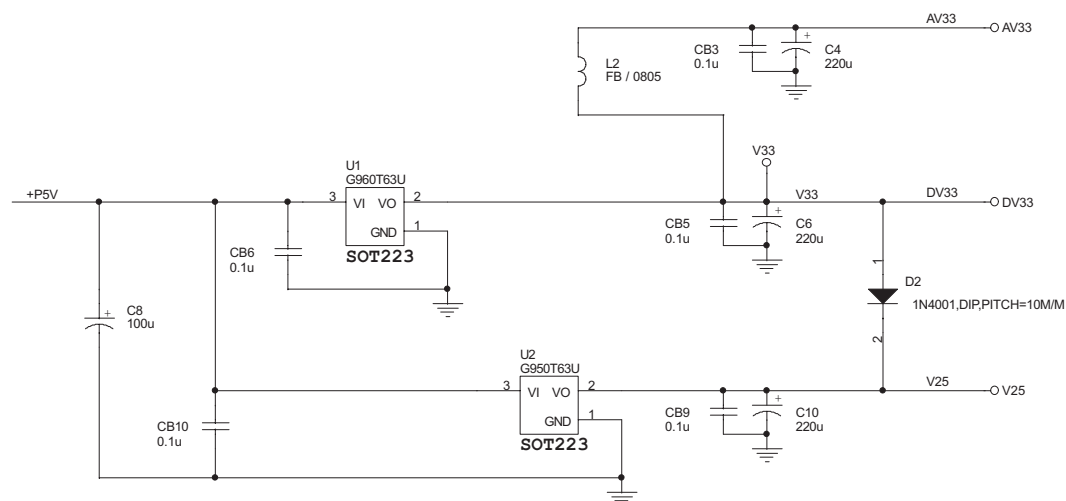 AV33
AV33
CB3
0.1u
+
C4
220u
L2
FB / 0805
V33
U1
G960T63U
+P5V
3
VI
VO
2
V33
DV33
DV33
GND
1
SOT223
CB6
0.1u
CB5
0.1u
+
C6
220u
1
D2
1N4001,DIP,PITCH=10M/M
2
+
C8
100u
U2
G950T63U
3
VI
VO
2
V25
V25
GND
1
SOT223
CB10
0.1u
CB9
0.1u
+
C10
220u